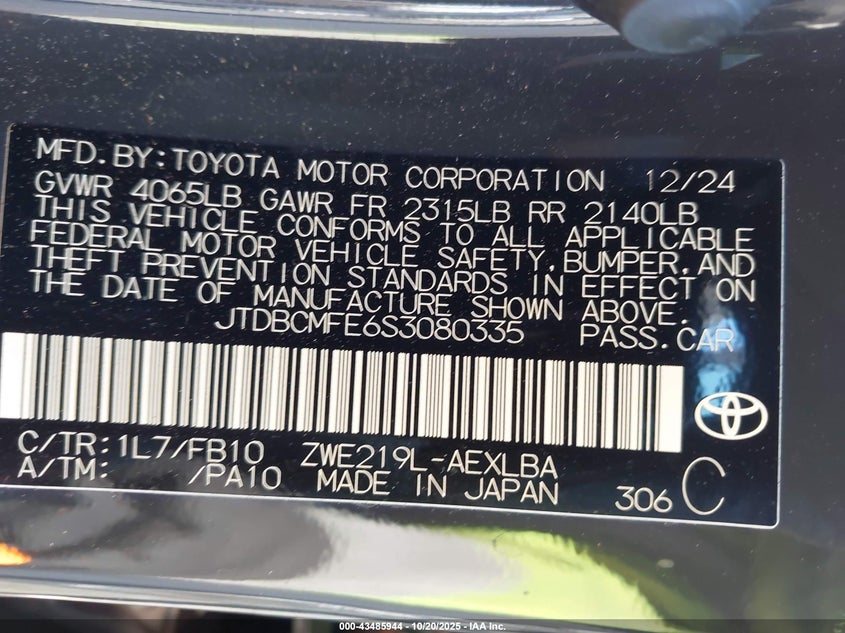 MFD.BY:TOYOTA MOTOR CORPORATION 12/24
GVWR 4065LB GAWR FR 2315LB RR 2140LB
THIS VEHICLE CONFORMS TO ALL APPLICABLE
FEDERAL MOTOR VEHICLE SAFETY,BUMPER,AND
THEFT PREVENTION STANDARDS IN EFFECT ON
THE DATE OF MANUFACTURE SHOWN ABOVE.
JTDBCMFE6S3080335 PASS.CAR
C/TR:1L7/FB10 ZWE219L-AEXLBA
A/TM: /PA10 MADE IN JAPAN 306 C
000-43485944 - 10/20/2025 - IAA Inc.